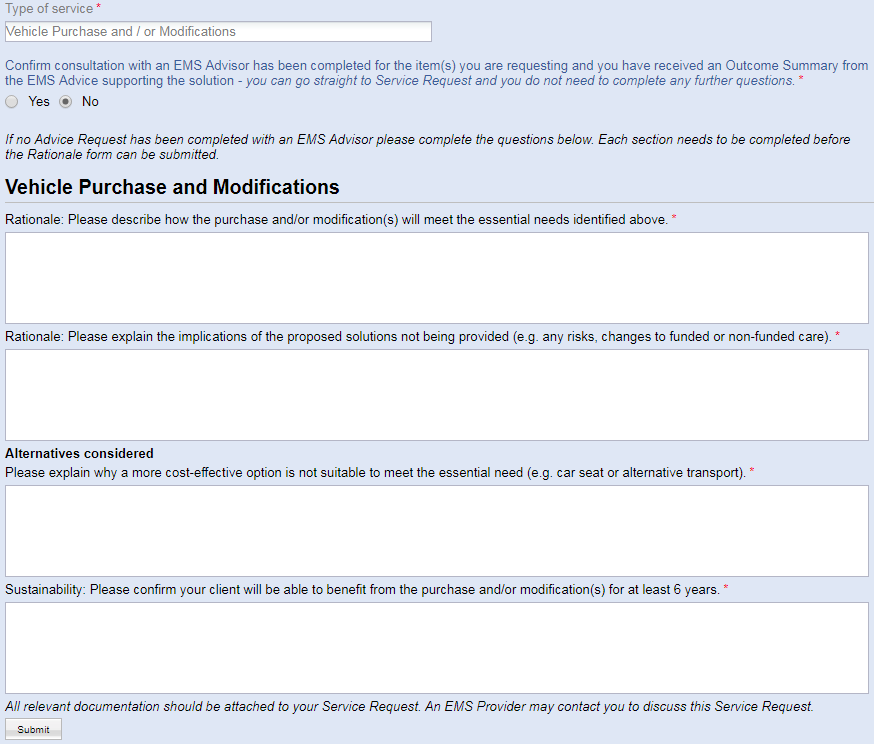 Type of service *
Vehicle Purchase and / or Modifications
Confirm consultation with an EMS Advisor has been completed for the item(s) you are requesting and you have received an Outcome Summary from
the EMS Advice supporting the solution - you can go straight to Service Request and you do not need to complete any further questions. *
Yes No
If no Advice Request has been completed with an EMS Advisor please complete the questions below. Each section needs to be completed before
the Rationale form can be submitted.
Vehicle Purchase and Modifications
Rationale: Please describe how the purchase and/or modification(s) will meet the essential needs identified above. *
Rationale: Please explain the implications of the proposed solutions not being provided (e.g. any risks, changes to funded or non-funded care). *
Alternatives considered
Please explain why a more cost-effective option is not suitable to meet the essential need (e.g. car seat or alternative transport). *
Sustainability: Please confirm your client will be able to benefit from the purchase and/or modification(s) for at least 6 years. *
All relevant documentation should be attached to your Service Request. An EMS Provider may contact you to discuss this Service Request.
Submit